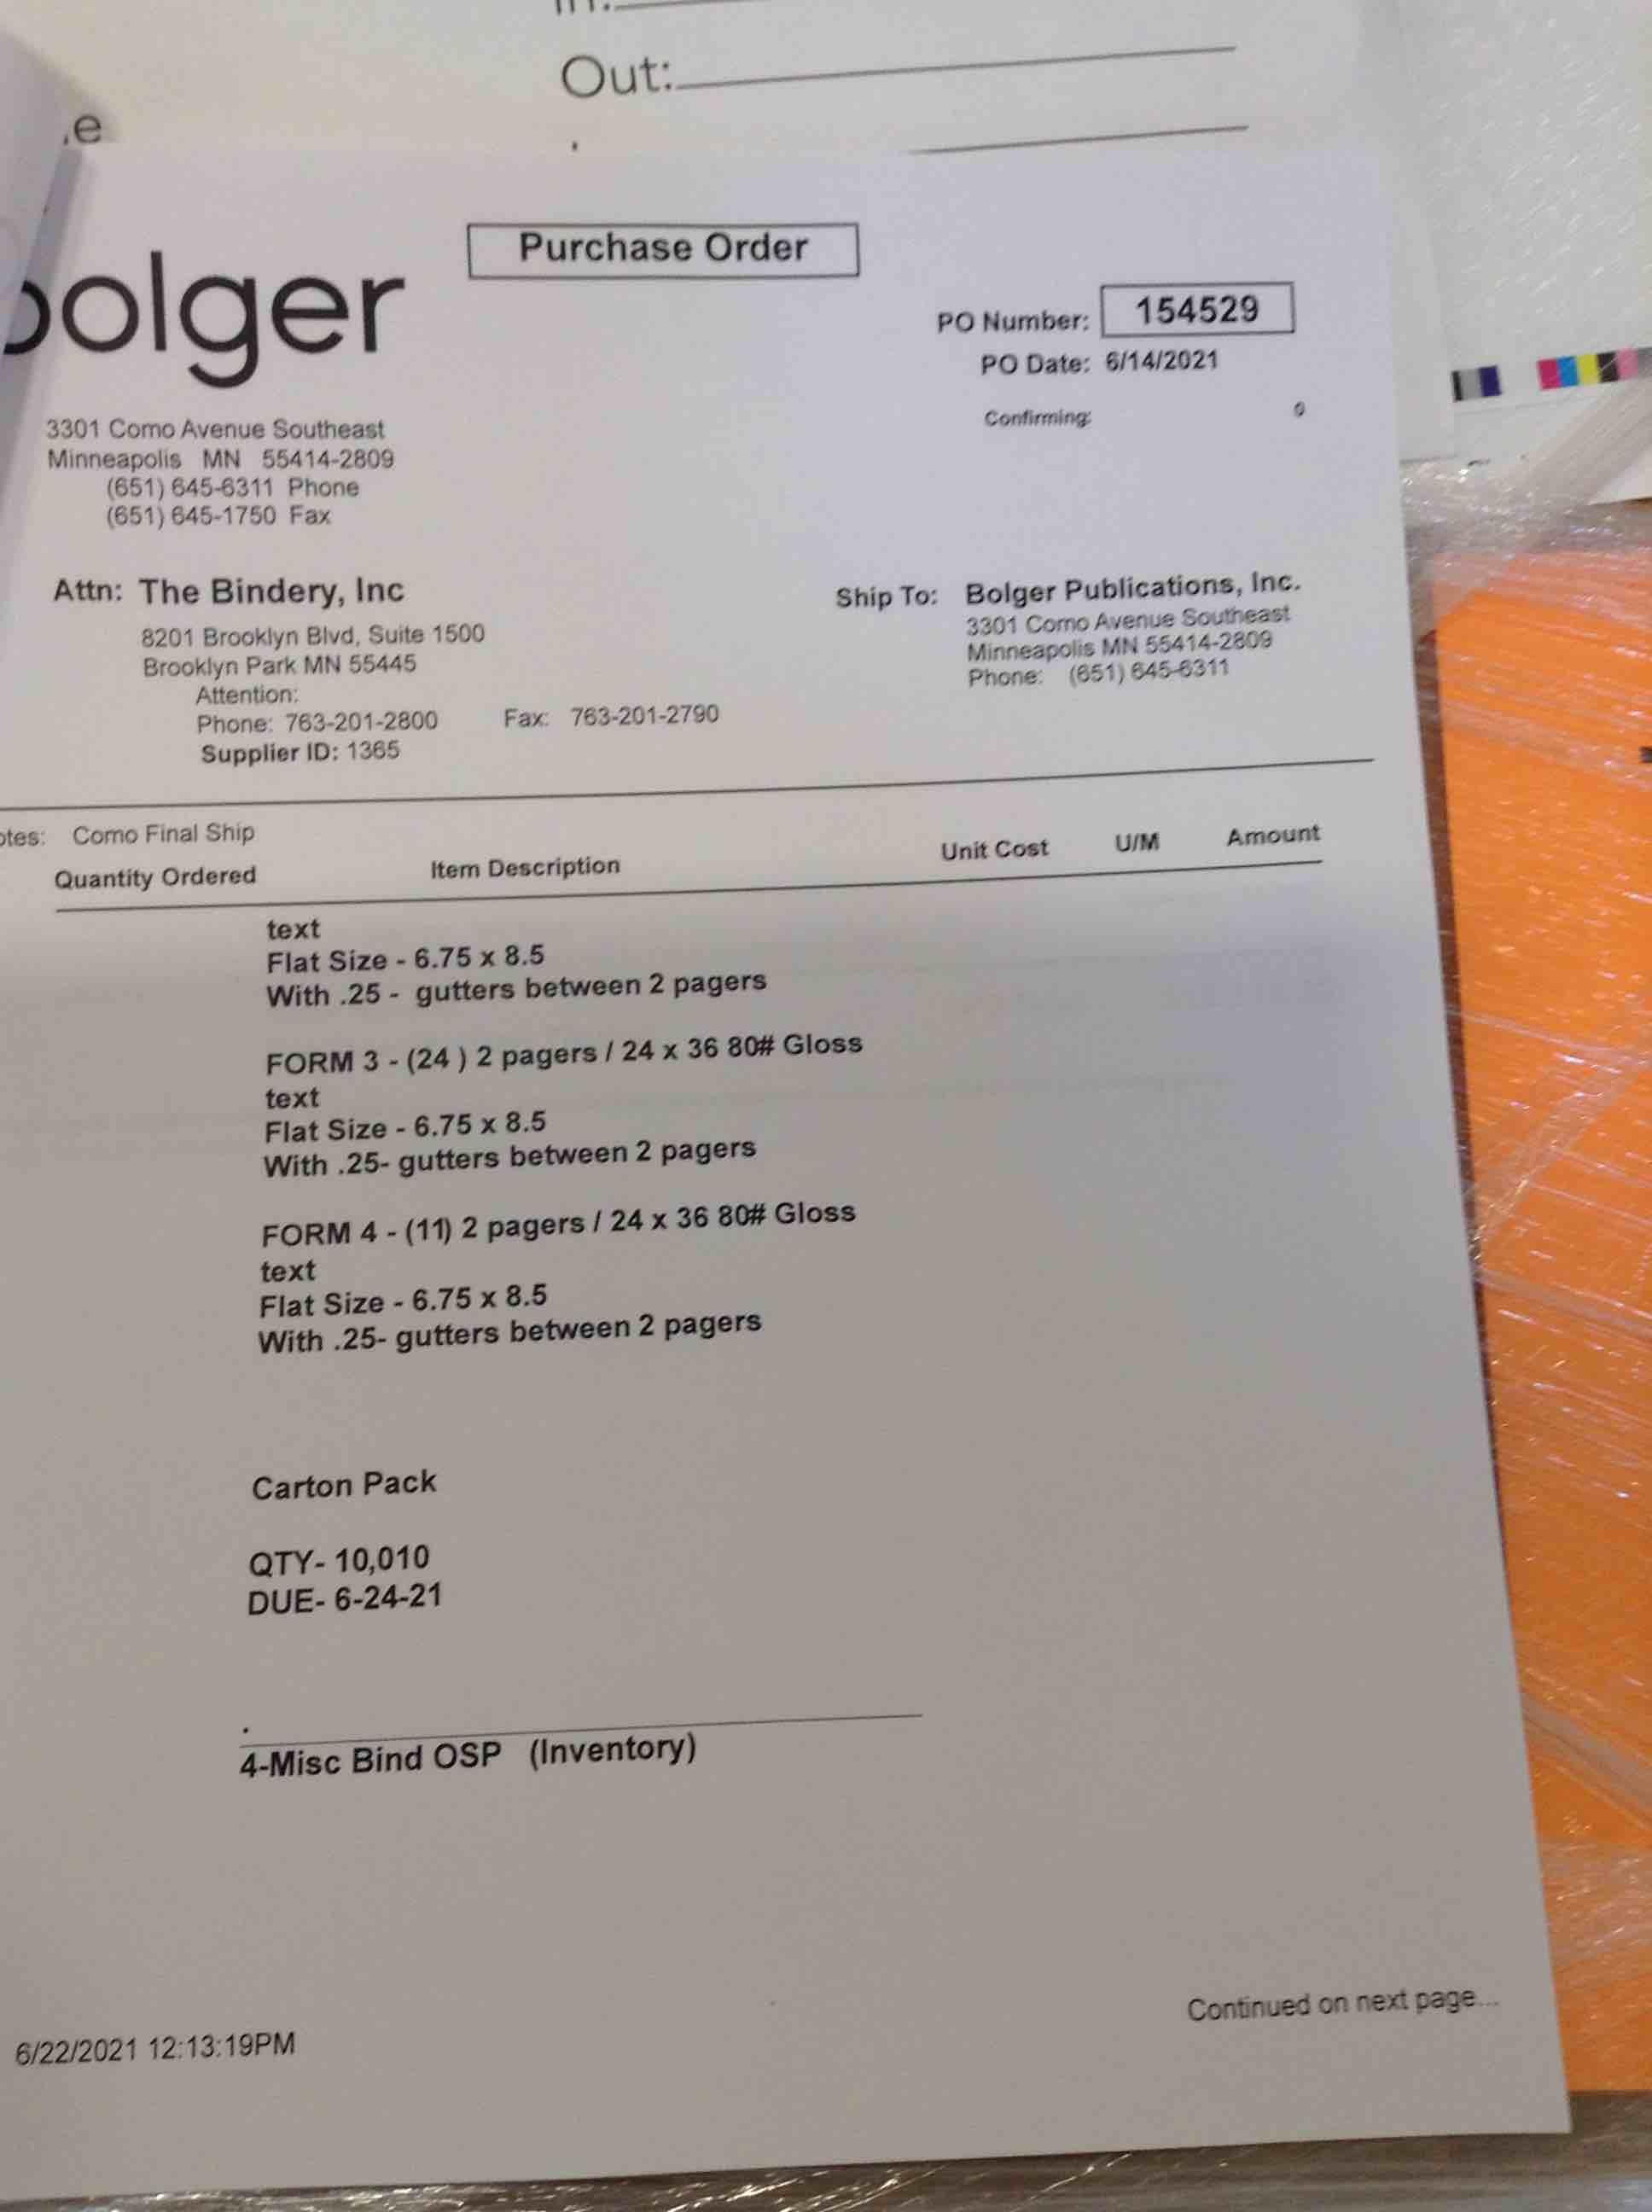 Out:
.e
Purchase Order
bolger
PO Number: 154529
PO Date: 6/14/2021
Confirming: 0
3301 Como Avenue Southeast
Minneapolis MN 55414-2809
(651) 645-6311 Phone
(651) 645-1750 Fax
Attn: The Bindery, Inc
8201 Brooklyn Blvd, Suite 1500
Brooklyn Park MN 55445
Attention:
Phone: 763-201-2800 Fax: 763-201-2790
Supplier ID: 1365
Ship To: Bolger Publications, Inc.
3301 Como Avenue Southeast
Minneapolis MN 55414-2809
Phone: (651) 645-6311
otes: Como Final Ship
Quantity Ordered Item Description Unit Cost U/M Amount
text
Flat Size - 6.75 x 8.5
With .25 - gutters between 2 pagers
FORM 3 - (24 ) 2 pagers / 24 x 36 80# Gloss
text
Flat Size - 6.75 x 8.5
With .25- gutters between 2 pagers
FORM 4 - (11) 2 pagers / 24 x 36 80# Gloss
text
Flat Size - 6.75 x 8.5
With .25- gutters between 2 pagers
Carton Pack
QTY- 10,010
DUE- 6-24-21
.
4-Misc Bind OSP (Inventory)
Continued on next page...
6/22/2021 12:13:19PM